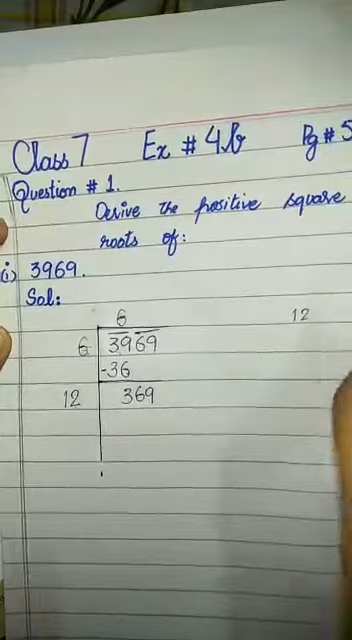 Class 7 Ex # 4b Pg # 5
Question # 1.
Derive the positive square
roots of:
(i) 3969.
Sol:
6 12
6 3969
-36
12 369